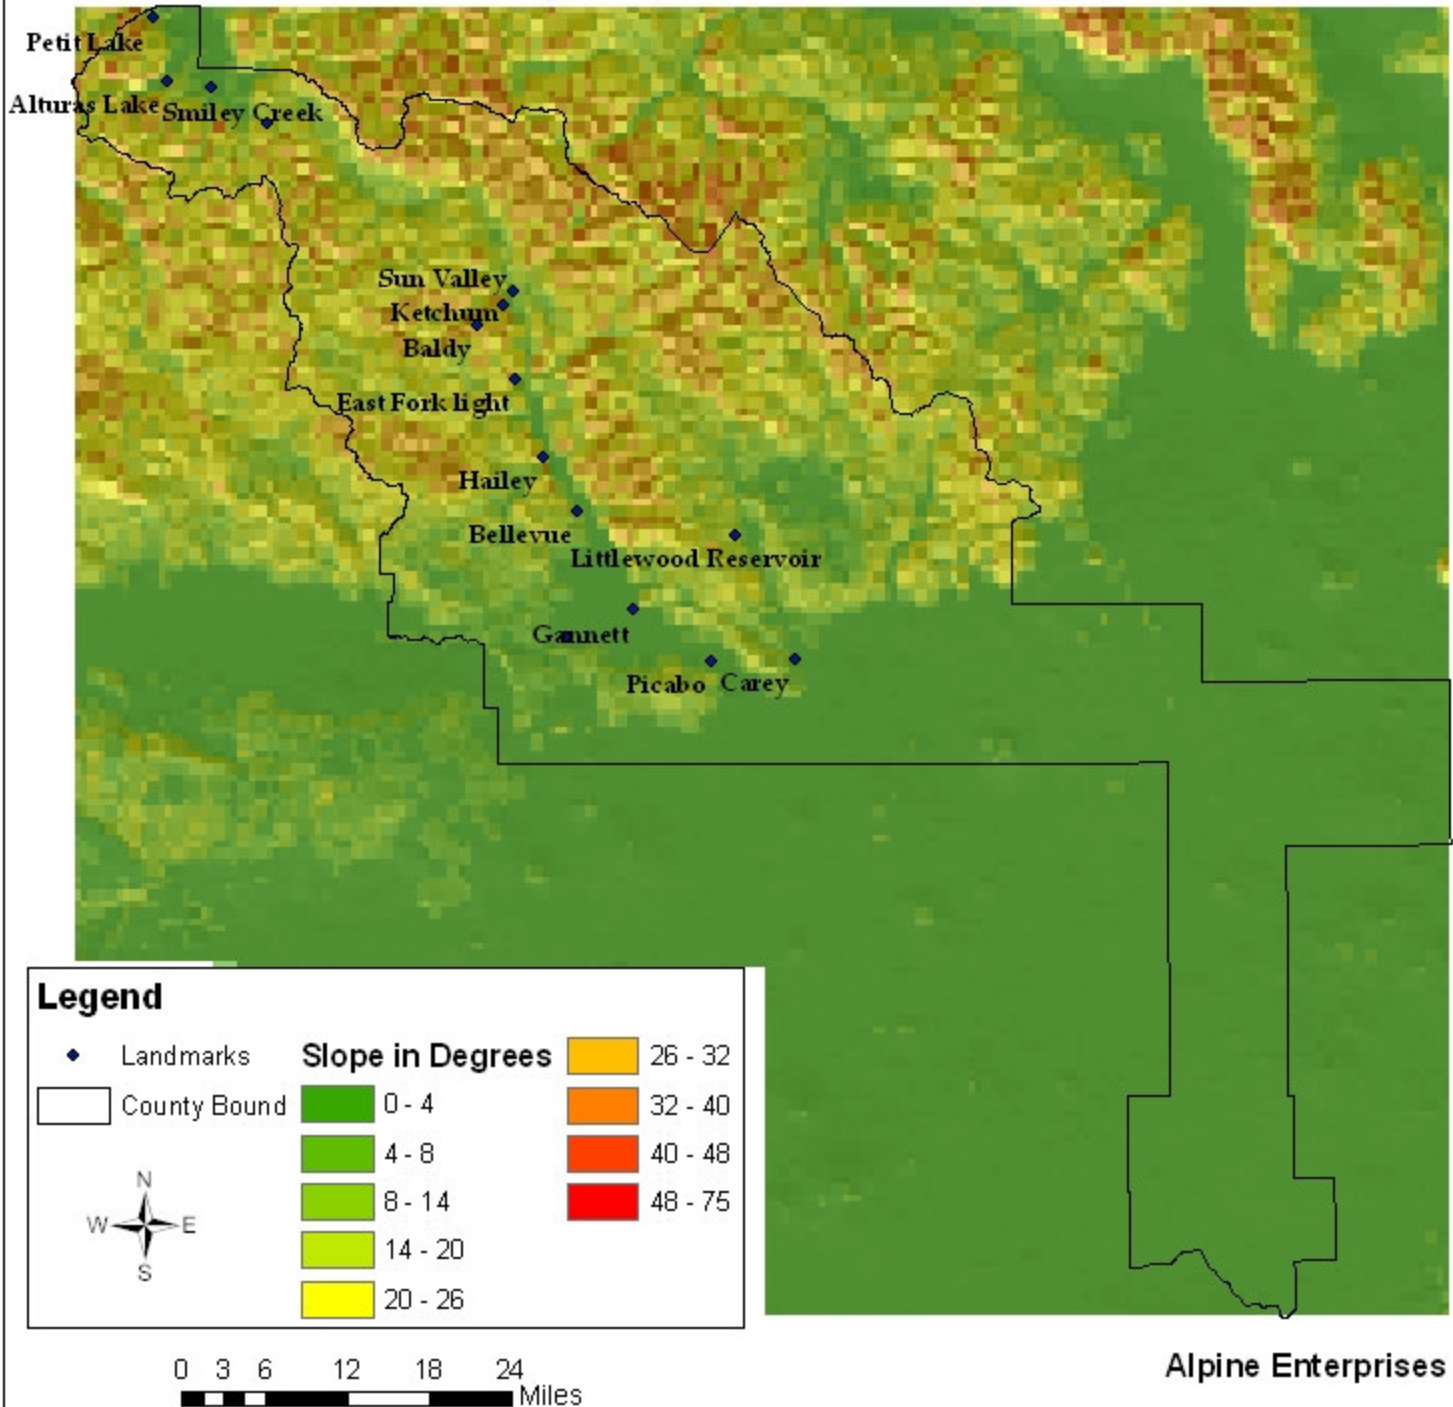 Petit Lake
Alturas Lake
Smiley Creek
Sun Valley
Ketchum
Baldy
East Fork light
Hailey
Bellevue
Littlewood Reservoir
Gannett
Picabo
Carey
Legend
Landmarks
County Bound
N
W E
S
Slope in Degrees
0 - 4
4 - 8
8 - 14
14 - 20
20 - 26
26 - 32
32 - 40
40 - 48
48 - 75
0 3 6 12 18 24
Miles
Alpine Enterprises